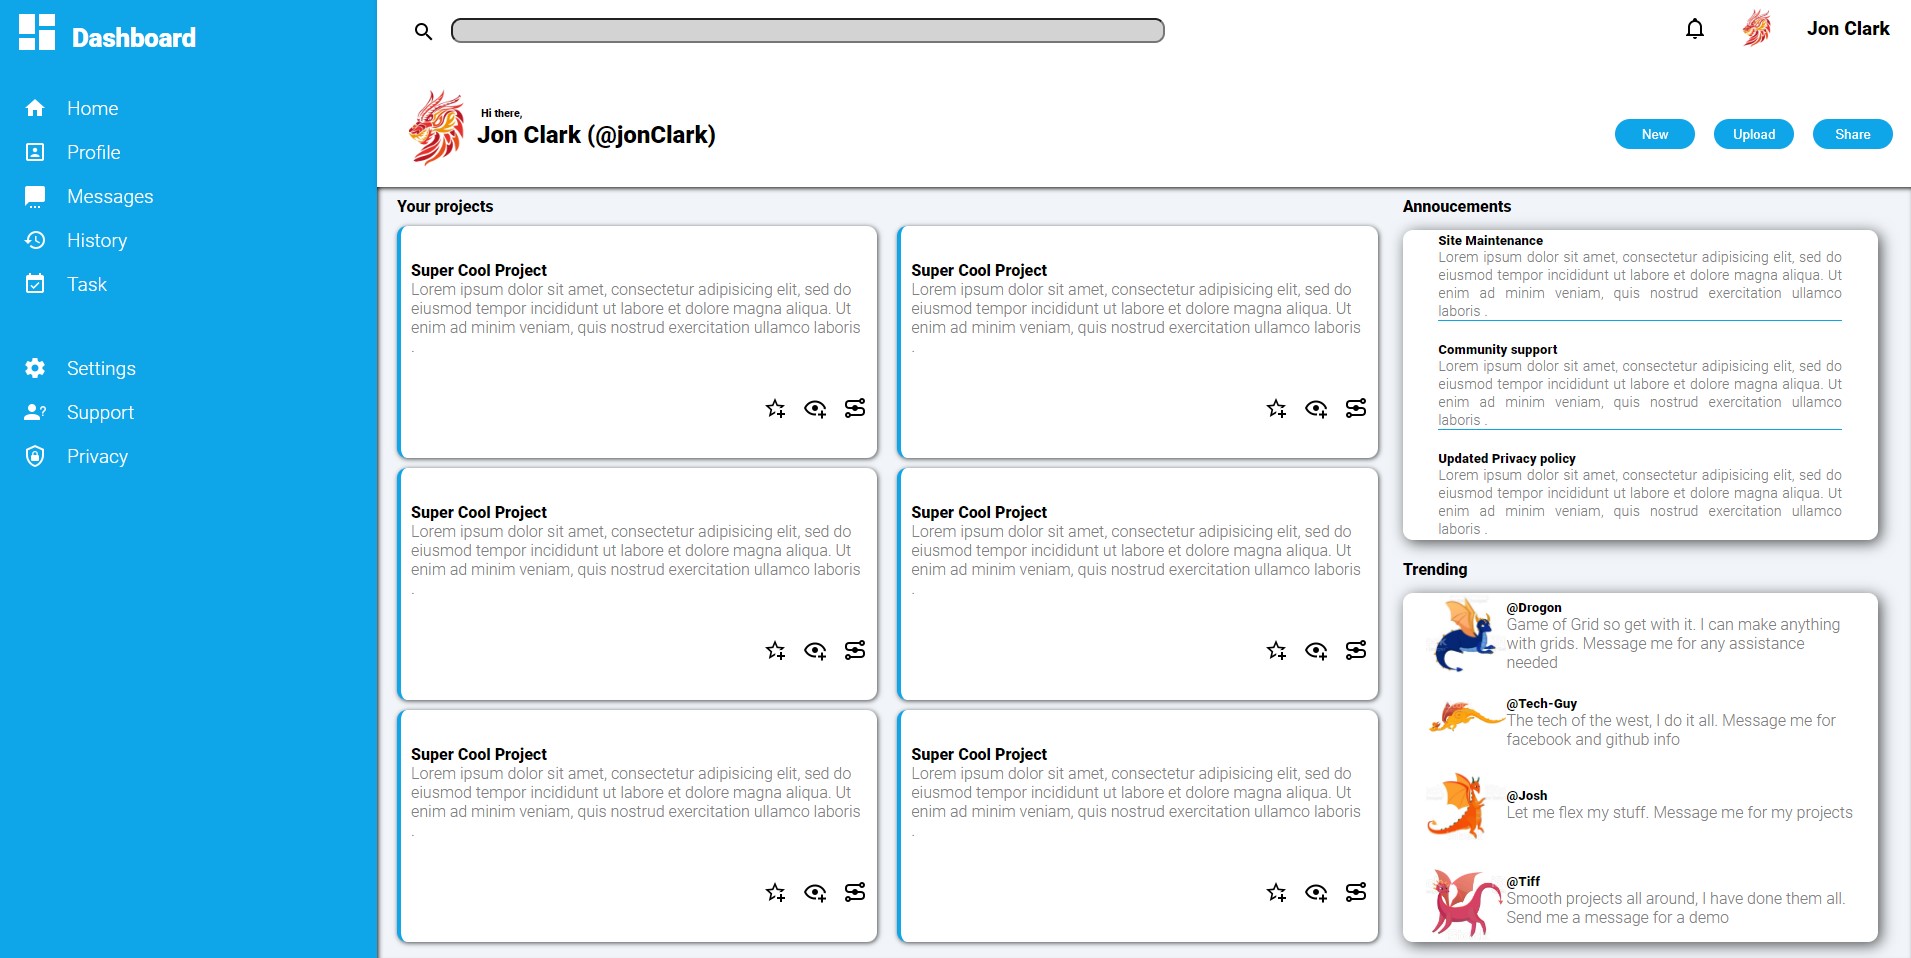 Dashboard
Home
Profile
Messages
History
Task
Settings
Support
Privacy
Jon Clark
Hi there,
Jon Clark (@jonClark)
New
Upload
Share
Your projects
Super Cool Project
Lorem ipsum dolor sit amet, consectetur adipisicing elit, sed do
eiusmod tempor incididunt ut labore et dolore magna aliqua. Ut
enim ad minim veniam, quis nostrud exercitation ullamco laboris
.
Super Cool Project
Lorem ipsum dolor sit amet, consectetur adipisicing elit, sed do
eiusmod tempor incididunt ut labore et dolore magna aliqua. Ut
enim ad minim veniam, quis nostrud exercitation ullamco laboris
.
Super Cool Project
Lorem ipsum dolor sit amet, consectetur adipisicing elit, sed do
eiusmod tempor incididunt ut labore et dolore magna aliqua. Ut
enim ad minim veniam, quis nostrud exercitation ullamco laboris
.
Super Cool Project
Lorem ipsum dolor sit amet, consectetur adipisicing elit, sed do
eiusmod tempor incididunt ut labore et dolore magna aliqua. Ut
enim ad minim veniam, quis nostrud exercitation ullamco laboris
.
Super Cool Project
Lorem ipsum dolor sit amet, consectetur adipisicing elit, sed do
eiusmod tempor incididunt ut labore et dolore magna aliqua. Ut
enim ad minim veniam, quis nostrud exercitation ullamco laboris
.
Super Cool Project
Lorem ipsum dolor sit amet, consectetur adipisicing elit, sed do
eiusmod tempor incididunt ut labore et dolore magna aliqua. Ut
enim ad minim veniam, quis nostrud exercitation ullamco laboris
.
Annoucements
Site Maintenance
Lorem ipsum dolor sit amet, consectetur adipisicing elit, sed do
eiusmod tempor incididunt ut labore et dolore magna aliqua. Ut
enim ad minim veniam, quis nostrud exercitation ullamco
laboris .
Community support
Lorem ipsum dolor sit amet, consectetur adipisicing elit, sed do
eiusmod tempor incididunt ut labore et dolore magna aliqua. Ut
enim ad minim veniam, quis nostrud exercitation ullamco
laboris .
Updated Privacy policy
Lorem ipsum dolor sit amet, consectetur adipisicing elit, sed do
eiusmod tempor incididunt ut labore et dolore magna aliqua. Ut
enim ad minim veniam, quis nostrud exercitation ullamco
laboris .
Trending
@Drogon
Game of Grid so get with it. I can make anything
with grids. Message me for any assistance
needed
@Tech-Guy
The tech of the west, I do it all. Message me for
facebook and github info
@Josh
Let me flex my stuff. Message me for my projects
@Tiff
Smooth projects all around, I have done them all.
Send me a message for a demo